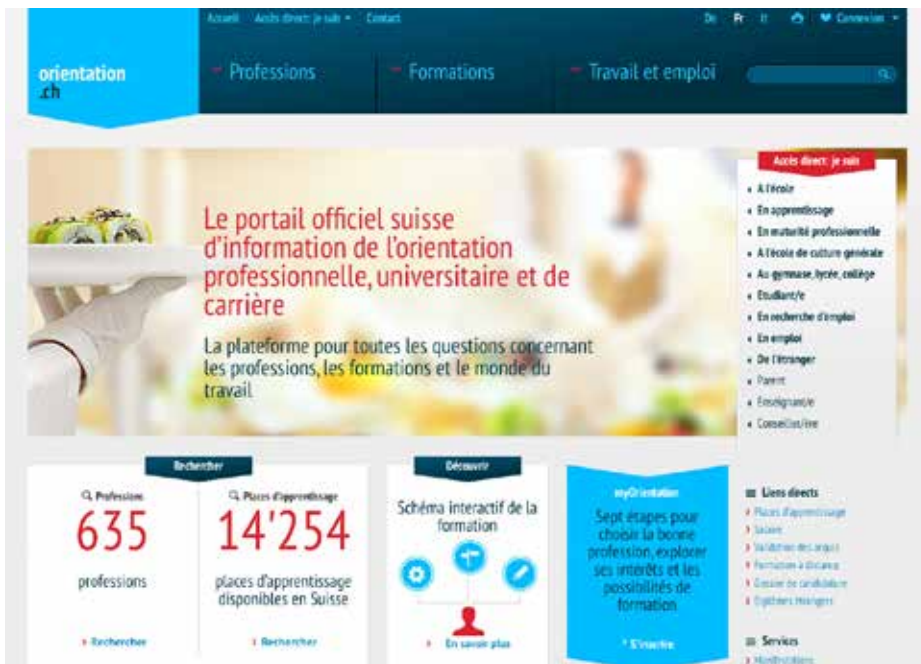 Accueil Accès direct: je suis Contact
De Fr It Connexion
orientation
.ch
Professions
Formations
Travail et emploi
Le portail officiel suisse
d'information de l'orientation
professionnelle, universitaire et de
carrière
La plateforme pour toutes les questions concernant
les professions, les formations et le monde du
travail
Accès direct: je suis
A l'école
En apprentissage
En maturité professionnelle
A l'école de culture générale
Au gymnase, lycée, collège
Etudiant/e
En recherche d'emploi
En emploi
De l'étranger
Parent
Enseignant/e
Conseiller/ère
Rechercher
Professions
635
professions
Rechercher
Places d'apprentissage
14'254
places d'apprentissage
disponibles en Suisse
Rechercher
Découvrir
Schéma interactif de la
formation
En savoir plus
myOrientation
Sept étapes pour
choisir la bonne
profession, explorer
ses intérêts et les
possibilités de
formation
S'inscrire
Liens directs
Places d'apprentissage
Salaire
Validation des acquis
Formation à distance
Dossier de candidature
Diplômes étrangers
Services
Manifestations